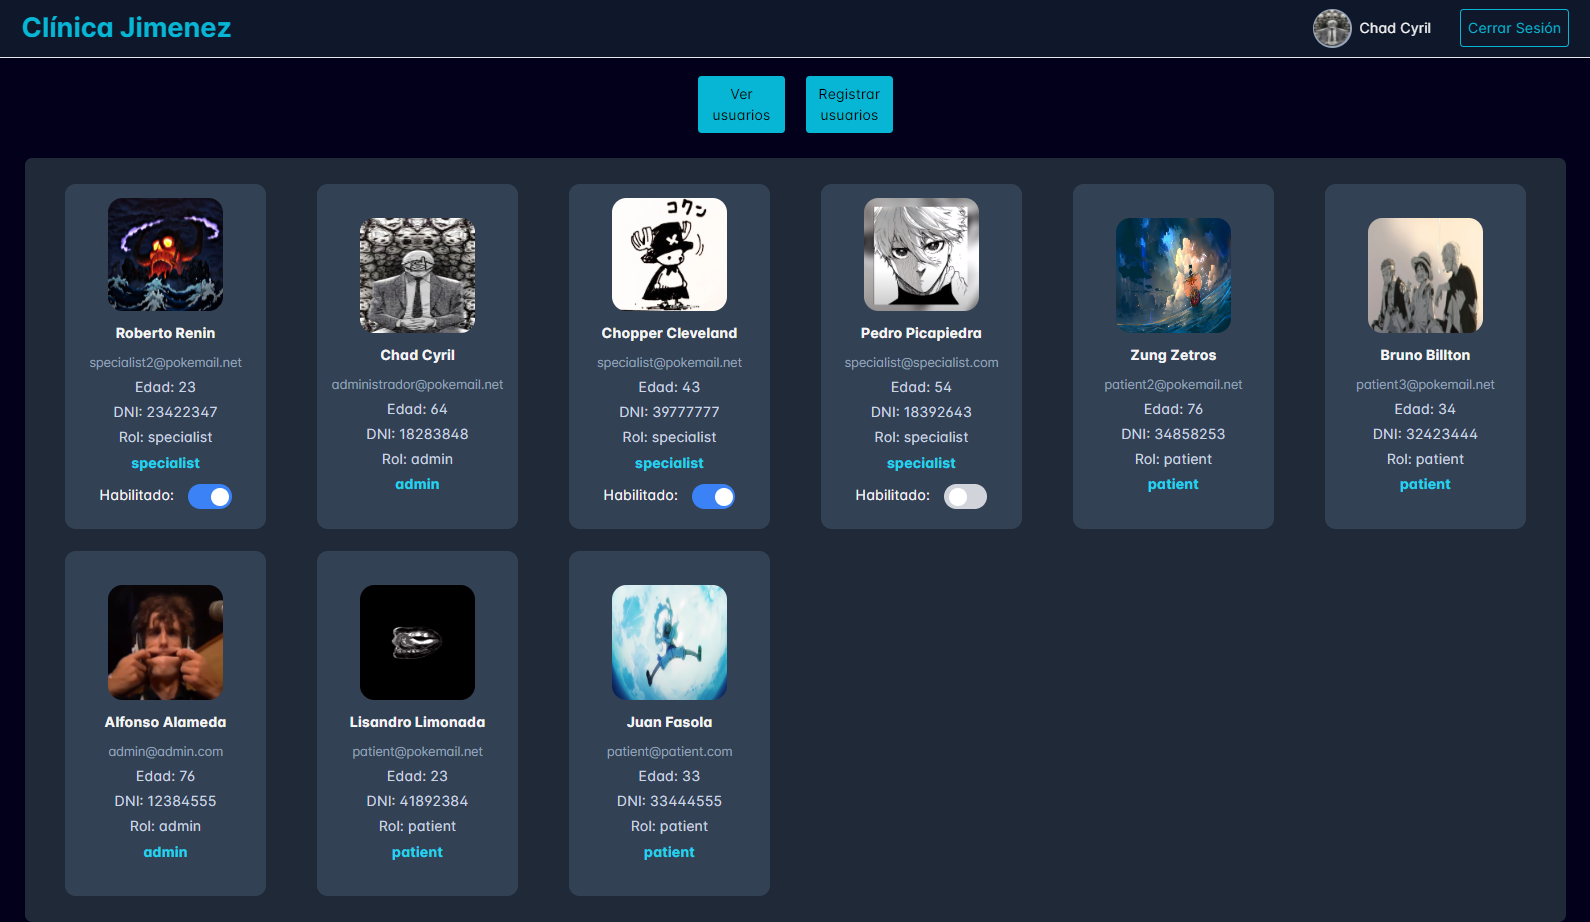 Clínica Jimenez
Chad Cyril
Cerrar Sesión
Ver
usuarios
Registrar
usuarios
Roberto Renin
specialist2@pokemail.net
Edad: 23
DNI: 23422347
Rol: specialist
specialist
Habilitado:
Chad Cyril
administrador@pokemail.net
Edad: 64
DNI: 18283848
Rol: admin
admin
コクン
Chopper Cleveland
specialist@pokemail.net
Edad: 43
DNI: 39777777
Rol: specialist
specialist
Habilitado:
Pedro Picapiedra
specialist@specialist.com
Edad: 54
DNI: 18392643
Rol: specialist
specialist
Habilitado:
Zung Zetros
patient2@pokemail.net
Edad: 76
DNI: 34858253
Rol: patient
patient
Bruno Billton
patient3@pokemail.net
Edad: 34
DNI: 32423444
Rol: patient
patient
Alfonso Alameda
admin@admin.com
Edad: 76
DNI: 12384555
Rol: admin
admin
Lisandro Limonada
patient@pokemail.net
Edad: 23
DNI: 41892384
Rol: patient
patient
Juan Fasola
patient@patient.com
Edad: 33
DNI: 33444555
Rol: patient
patient